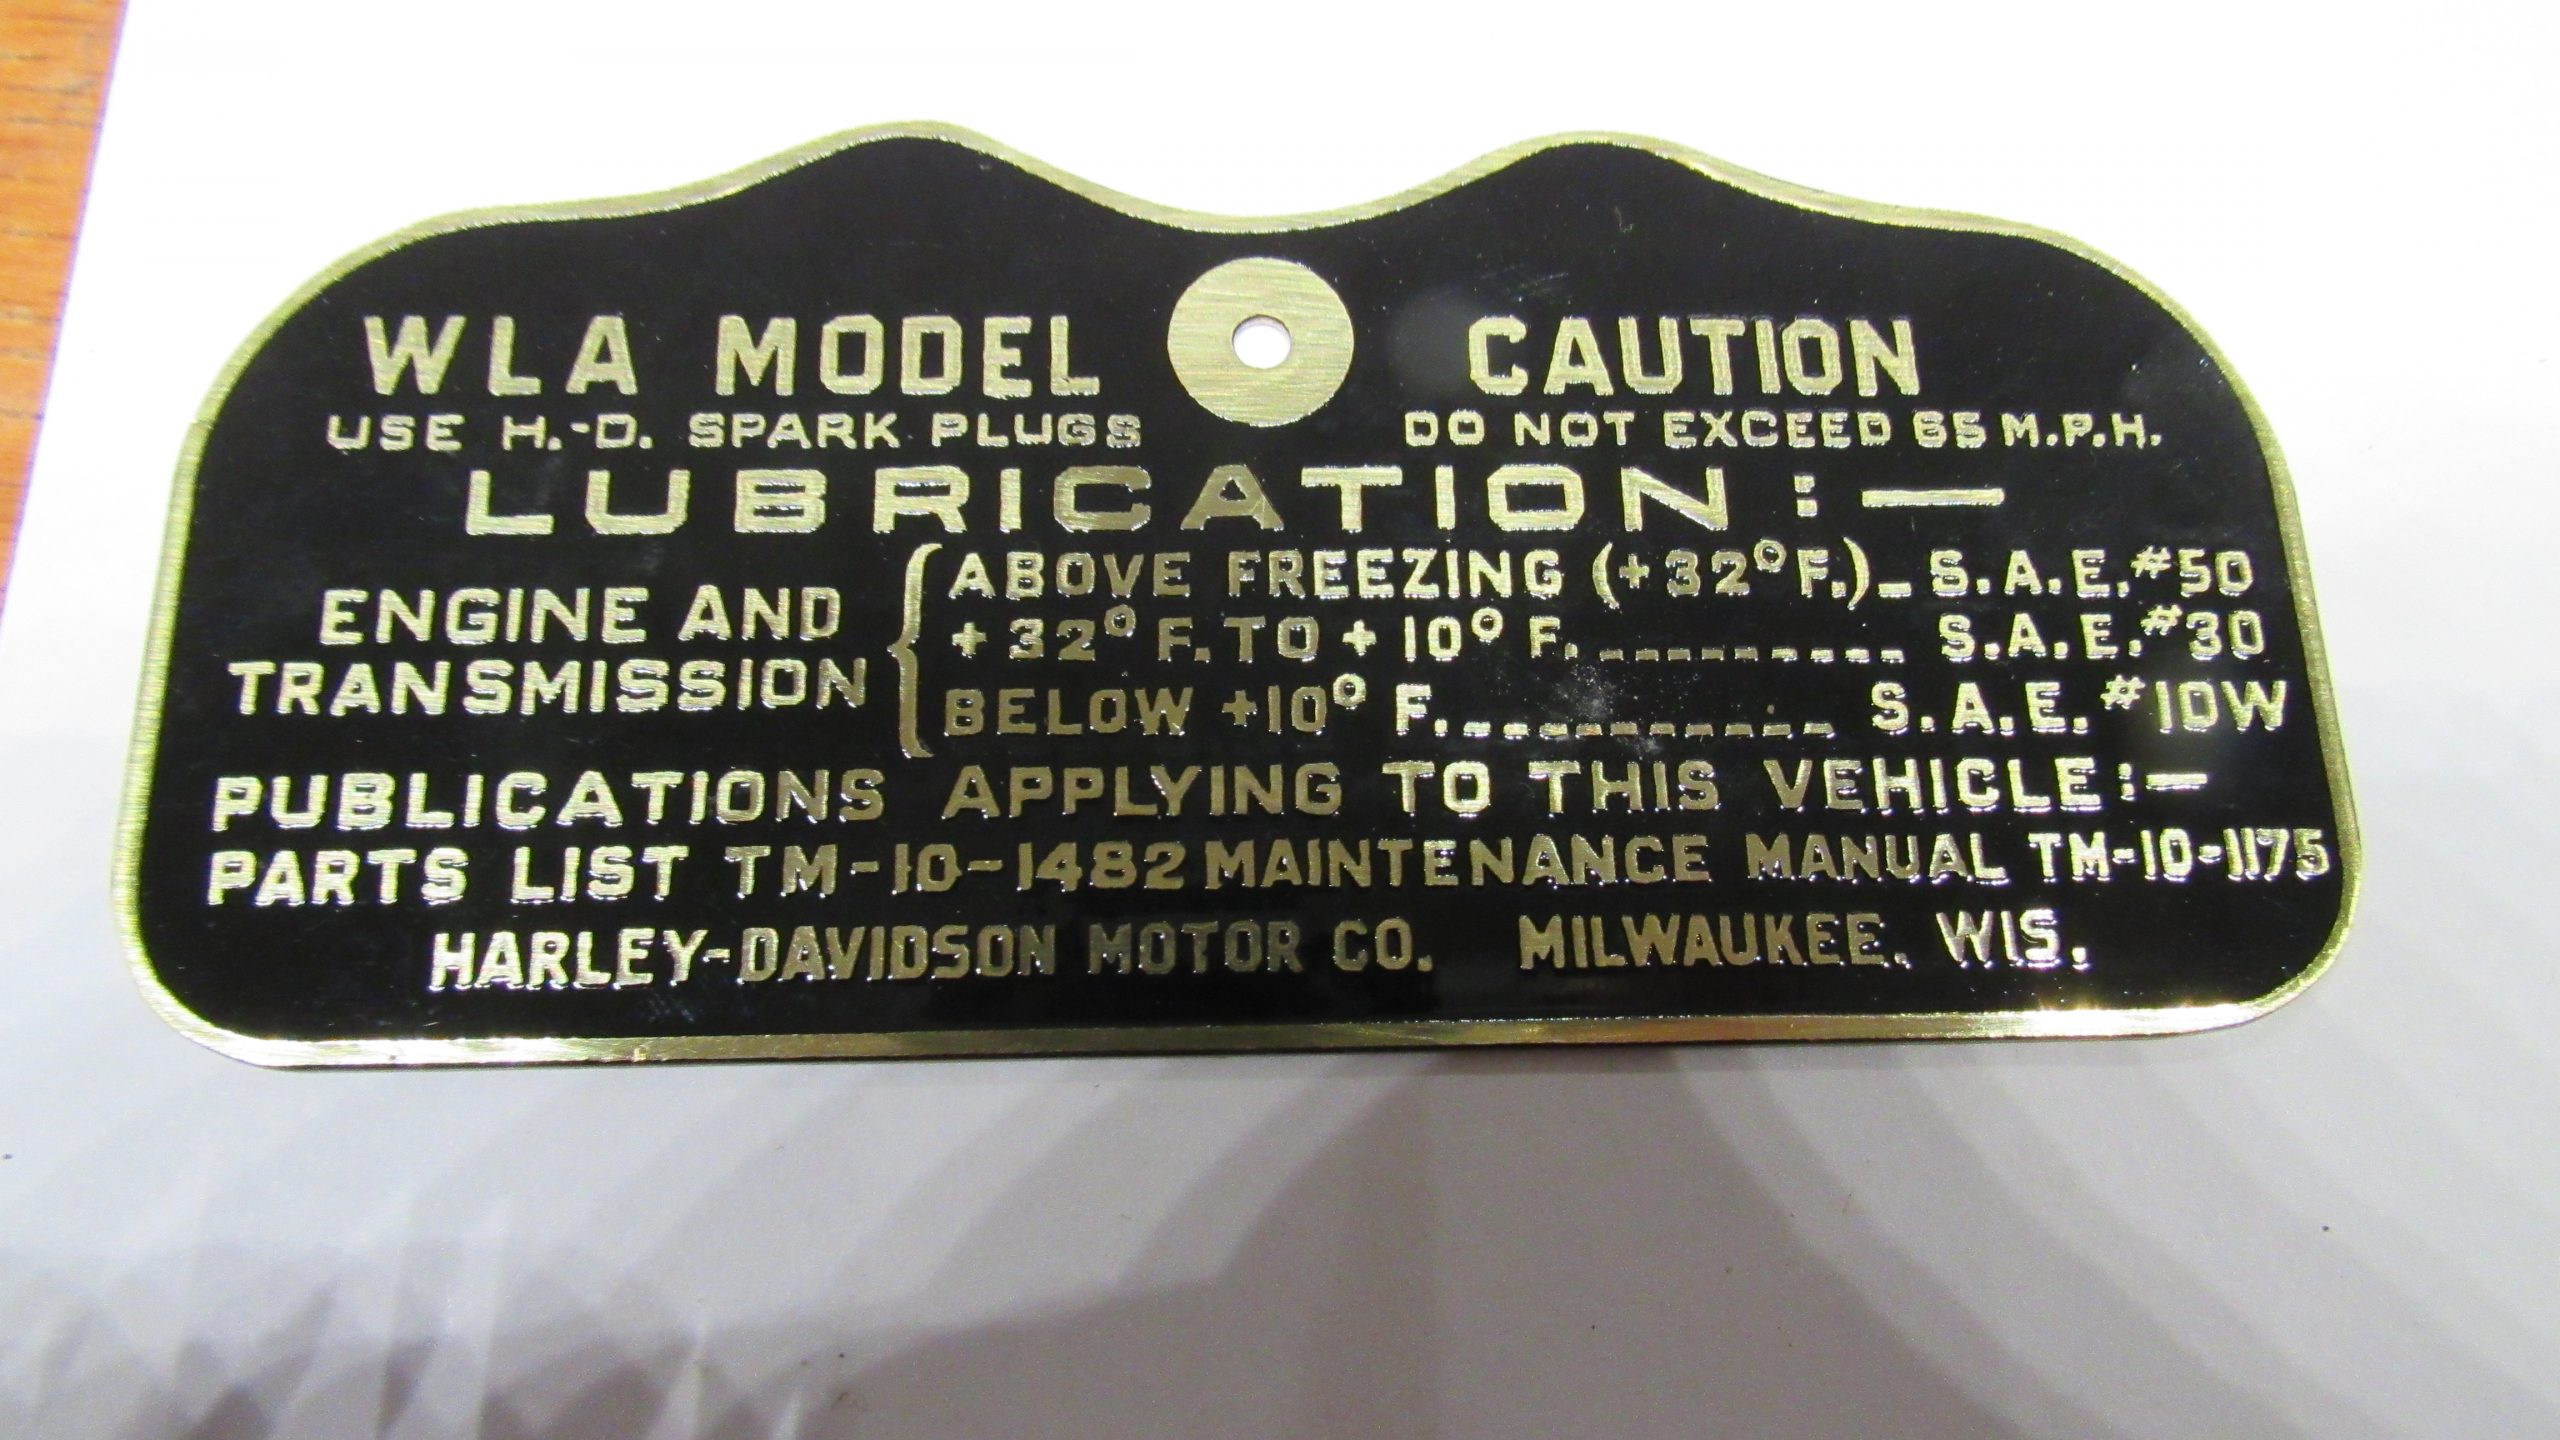 WLA MODEL
CAUTION
USE H.-D. SPARK PLUGS
DO NOT EXCEED 65 M.P.H.
LUBRICATION:—
ENGINE AND
TRANSMISSION
ABOVE FREEZING (+32° F.)_ S.A.E. #50
+32° F. TO +10° F. __________ S.A.E. #30
BELOW +10° F. ___________ S.A.E. #10W
PUBLICATIONS APPLYING TO THIS VEHICLE:—
PARTS LIST TM-10-1482 MAINTENANCE MANUAL TM-10-1175
HARLEY-DAVIDSON MOTOR CO. MILWAUKEE. WIS.